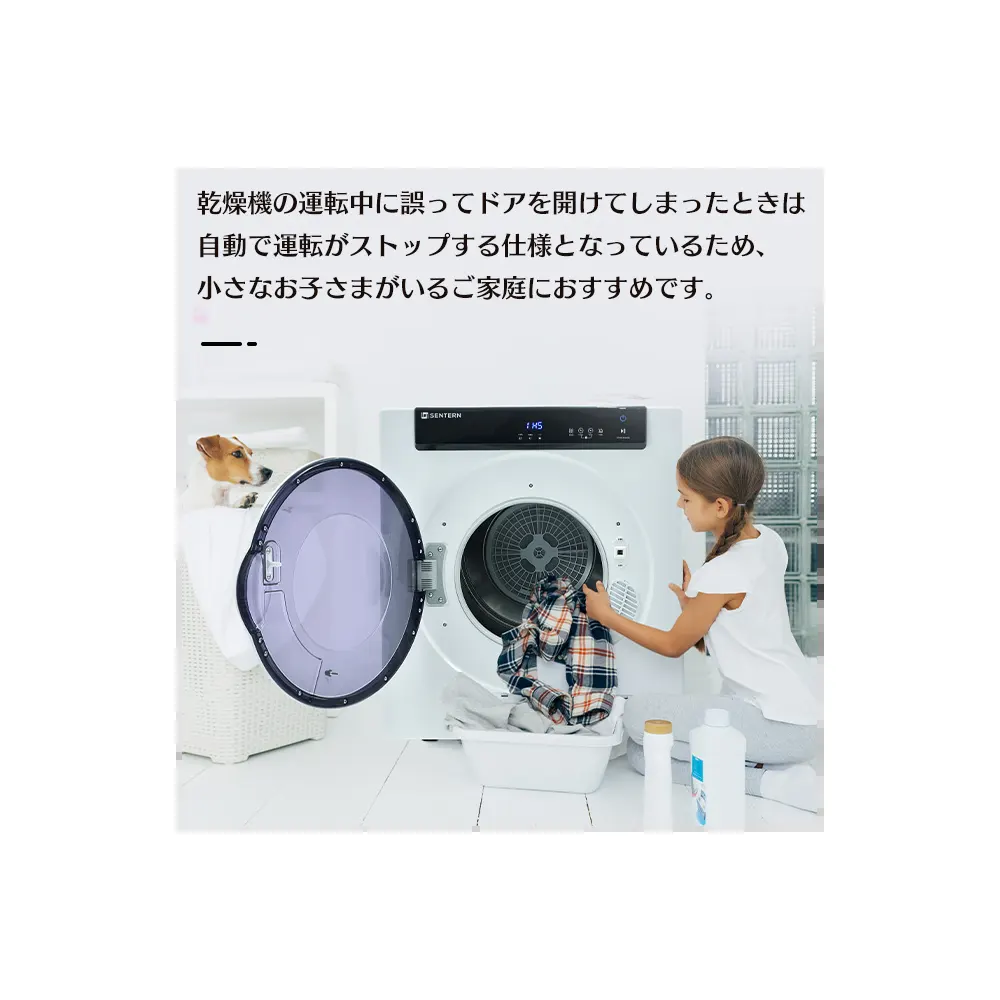 乾燥機の運転中に誤ってドアを開けてしまったときは
自動で運転がストップする仕様となっているため、
小さなお子さまがいるご家庭におすすめです。
SENTERN
1:45